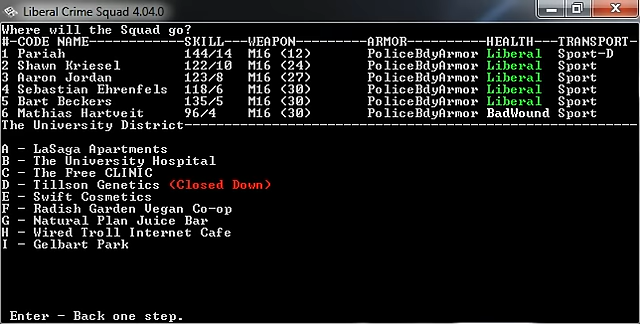 Liberal Crime Squad 4.04.0
Where will the Squad go?
#-CODE NAME------------SKILL---WEAPON---------ARMOR----------HEALTH---TRANSPORT-
1 Pariah               144/14  M16 (12)       PoliceBdyArmor Liberal  Sport-D
2 Shawn Kriesel        122/10  M16 (24)       PoliceBdyArmor Liberal  Sport
3 Aaron Jordan         123/8   M16 (27)       PoliceBdyArmor Liberal  Sport
4 Sebastian Ehrenfels  118/6   M16 (30)       PoliceBdyArmor Liberal  Sport
5 Bart Beckers         135/5   M16 (30)       PoliceBdyArmor Liberal  Sport
6 Mathias Hartveit     96/4    M16 (30)       PoliceBdyArmor BadWound Sport
The University District---------------------------------------------------------
A - LaSaga Apartments
B - The University Hospital
C - The Free CLINIC
D - Tillson Genetics (Closed Down)
E - Swift Cosmetics
F - Radish Garden Vegan Co-op
G - Natural Plan Juice Bar
H - Wired Troll Internet Cafe
I - Gelbart Park
Enter - Back one step.